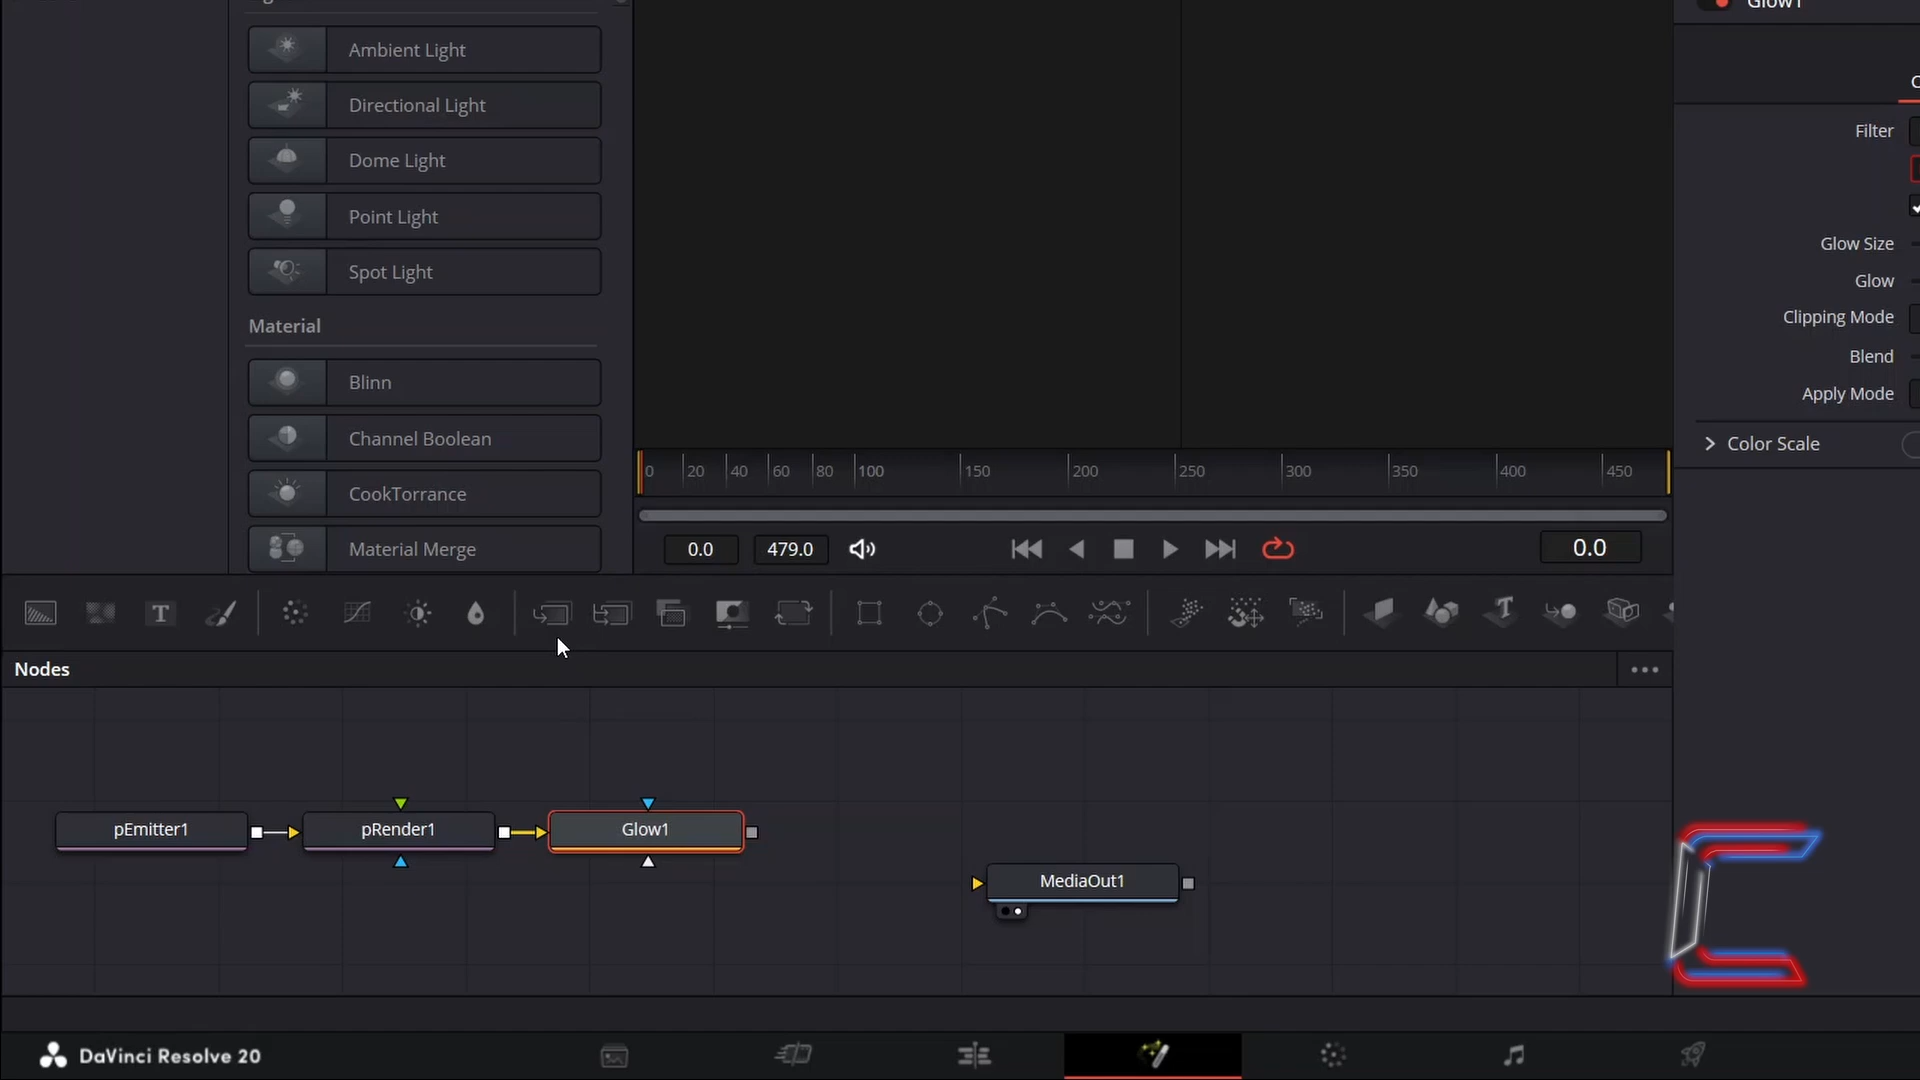 Glow1
Ambient Light
Directional Light
Dome Light
Point Light
Spot Light
Material
Blinn
Channel Boolean
CookTorrance
Material Merge
Filter
Glow Size
Glow
Clipping Mode
Blend
Apply Mode
Color Scale
0 20 40 60 80 100 150 200 250 300 350 400 450
0.0 479.0 0.0
T T
Nodes
pEmitter1 pRender1 Glow1
MediaOut1
DaVinci Resolve 20